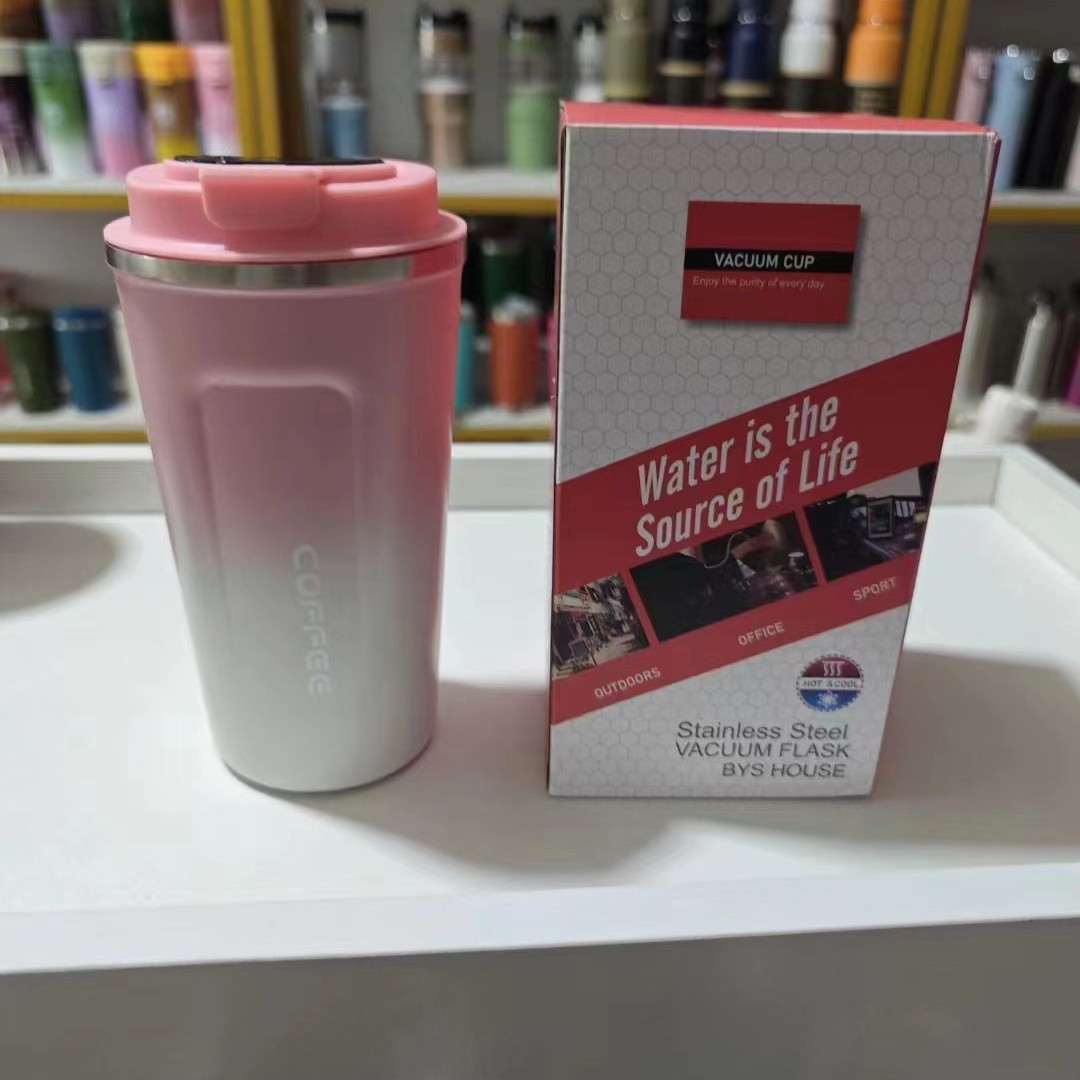 COFFEE
VACUUM CUP
Enjoy the purity of every day
Water is the
Source of Life
OUTDOORS
OFFICE
SPORT
HOT & COOL
Stainless Steel
VACUUM FLASK
BYS HOUSE